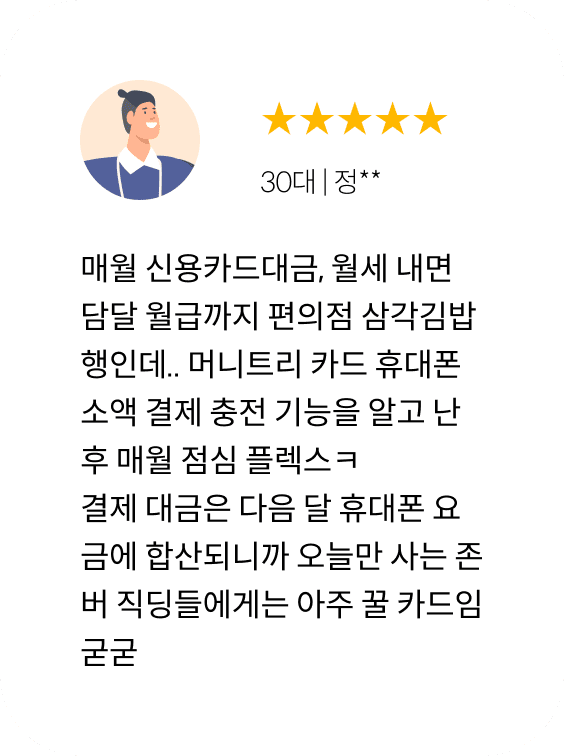 30대 | 정**
매월 신용카드대금, 월세 내면
담달 월급까지 편의점 삼각김밥
행인데.. 머니트리 카드 휴대폰
소액 결제 충전 기능을 알고 난
후 매월 점심 플렉스ㅋ
결제 대금은 다음 달 휴대폰 요
금에 합산되니까 오늘만 사는 존
버 직딩들에게는 아주 꿀 카드임
굳굳